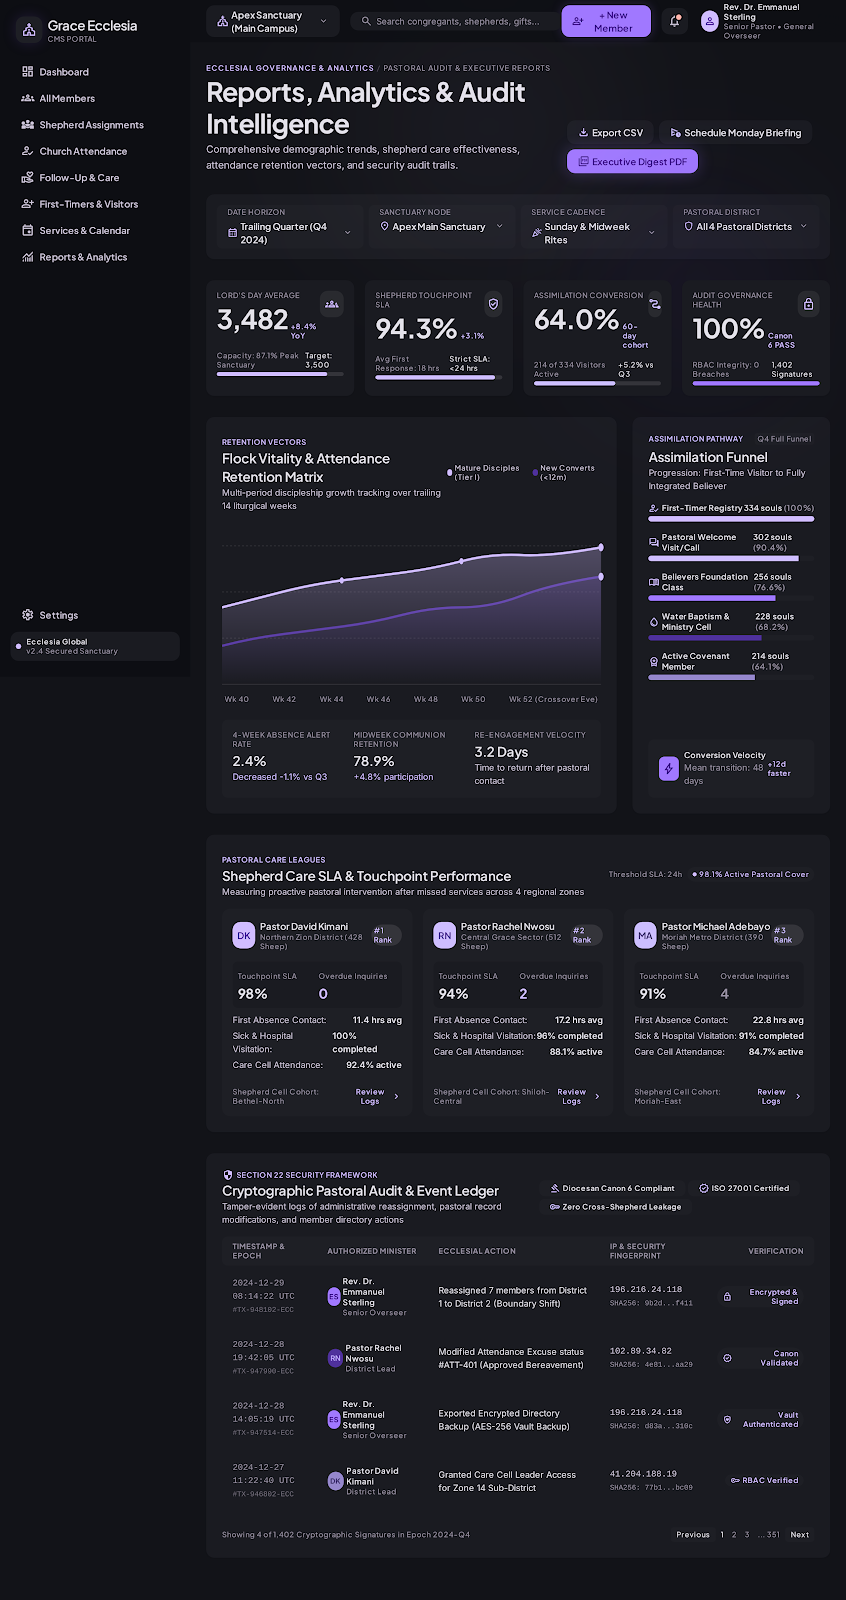 Grace Ecclesia
CMS PORTAL
Dashboard
All Members
Shepherd Assignments
Church Attendance
Follow-Up & Care
First-Timers & Visitors
Services & Calendar
Reports & Analytics
Settings
Ecclesia Global
v2.4 Secured Sanctuary
Apex Sanctuary
(Main Campus)
Search congregants, shepherds, gifts...
+ New
Member
Rev. Dr. Emmanuel
Sterling
Senior Pastor • General
Overseer
ECCLESIAL GOVERNANCE & ANALYTICS / PASTORAL AUDIT & EXECUTIVE REPORTS
Reports, Analytics & Audit
Intelligence
Comprehensive demographic trends, shepherd care effectiveness,
attendance retention vectors, and security audit trails.
Export CSV
Schedule Monday Briefing
Executive Digest PDF
DATE HORIZON
Trailing Quarter (Q4
2024)
SANCTUARY NODE
Apex Main Sanctuary
SERVICE CADENCE
Sunday & Midweek
Rites
PASTORAL DISTRICT
All 4 Pastoral Districts
LORD'S DAY AVERAGE
3,482 +8.4%
YoY
Capacity: 87.1% Peak
Sanctuary
Target:
3,500
SHEPHERD TOUCHPOINT
SLA
94.3% +3.1%
Avg First
Response: 18 hrs
Strict SLA:
<24 hrs
ASSIMILATION CONVERSION
64.0% 60-
day
cohort
214 of 334 Visitors
Active
+5.2% vs
Q3
AUDIT GOVERNANCE
HEALTH
100% Canon
6 PASS
RBAC Integrity: 0
Breaches
1,402
Signatures
RETENTION VECTORS
Flock Vitality & Attendance
Retention Matrix
Multi-period discipleship growth tracking over trailing
14 liturgical weeks
Mature Disciples
(Tier I)
New Converts
(<12m)
Wk 40 Wk 42 Wk 44 Wk 46 Wk 48 Wk 50 Wk 52 (Crossover Eve)
4-WEEK ABSENCE ALERT
RATE
2.4%
Decreased -1.1% vs Q3
MIDWEEK COMMUNION
RETENTION
78.9%
+4.8% participation
RE-ENGAGEMENT VELOCITY
3.2 Days
Time to return after pastoral
contact
ASSIMILATION PATHWAY Q4 Full Funnel
Assimilation Funnel
Progression: First-Time Visitor to Fully
Integrated Believer
First-Timer Registry 334 souls (100%)
Pastoral Welcome
Visit/Call
302 souls
(90.4%)
Believers Foundation
Class
256 souls
(76.6%)
Water Baptism &
Ministry Cell
228 souls
(68.2%)
Active Covenant
Member
214 souls
(64.1%)
Conversion Velocity
Mean transition: 48
days
+12d
faster
PASTORAL CARE LEAGUES
Shepherd Care SLA & Touchpoint Performance
Measuring proactive pastoral intervention after missed services across 4 regional zones
Threshold SLA: 24h
98.1% Active Pastoral Cover
DK
Pastor David Kimani
Northern Zion District (428
Sheep)
#1
Rank
Touchpoint SLA
98%
Overdue Inquiries
0
First Absence Contact: 11.4 hrs avg
Sick & Hospital
Visitation:
100%
completed
Care Cell Attendance: 92.4% active
Shepherd Cell Cohort:
Bethel-North
Review
Logs
RN
Pastor Rachel Nwosu
Central Grace Sector (512
Sheep)
#2
Rank
Touchpoint SLA
94%
Overdue Inquiries
2
First Absence Contact: 17.2 hrs avg
Sick & Hospital Visitation: 96% completed
Care Cell Attendance: 88.1% active
Shepherd Cell Cohort: Shiloh-
Central
Review
Logs
MA
Pastor Michael Adebayo
Moriah Metro District (390
Sheep)
#3
Rank
Touchpoint SLA
91%
Overdue Inquiries
4
First Absence Contact: 22.8 hrs avg
Sick & Hospital Visitation: 91% completed
Care Cell Attendance: 84.7% active
Shepherd Cell Cohort:
Moriah-East
Review
Logs
SECTION 22 SECURITY FRAMEWORK
Cryptographic Pastoral Audit & Event Ledger
Tamper-evident logs of administrative reassignment, pastoral record
modifications, and member directory actions
Diocesan Canon 6 Compliant
ISO 27001 Certified
Zero Cross-Shepherd Leakage
TIMESTAMP &
EPOCH
AUTHORIZED MINISTER
ECCLESIAL ACTION
IP & SECURITY
FINGERPRINT
VERIFICATION
2024-12-29
08:14:22 UTC
#TX-948102-ECC
ES
Rev. Dr.
Emmanuel
Sterling
Senior Overseer
Reassigned 7 members from District
1 to District 2 (Boundary Shift)
196.216.24.118
SHA256: 9b2d...f411
Encrypted &
Signed
2024-12-28
19:42:05 UTC
#TX-947990-ECC
RN
Pastor Rachel
Nwosu
District Lead
Modified Attendance Excuse status
#ATT-401 (Approved Bereavement)
102.89.34.82
SHA256: 4e81...aa29
Canon
Validated
2024-12-28
14:05:19 UTC
#TX-947514-ECC
ES
Rev. Dr.
Emmanuel
Sterling
Senior Overseer
Exported Encrypted Directory
Backup (AES-256 Vault Backup)
196.216.24.118
SHA256: d83a...310c
Vault
Authenticated
2024-12-27
11:22:40 UTC
#TX-946802-ECC
DK
Pastor David
Kimani
District Lead
Granted Care Cell Leader Access
for Zone 14 Sub-District
41.204.188.19
SHA256: 77b1...bc09
RBAC Verified
Showing 4 of 1,402 Cryptographic Signatures in Epoch 2024-Q4
Previous 1 2 3 ... 351 Next